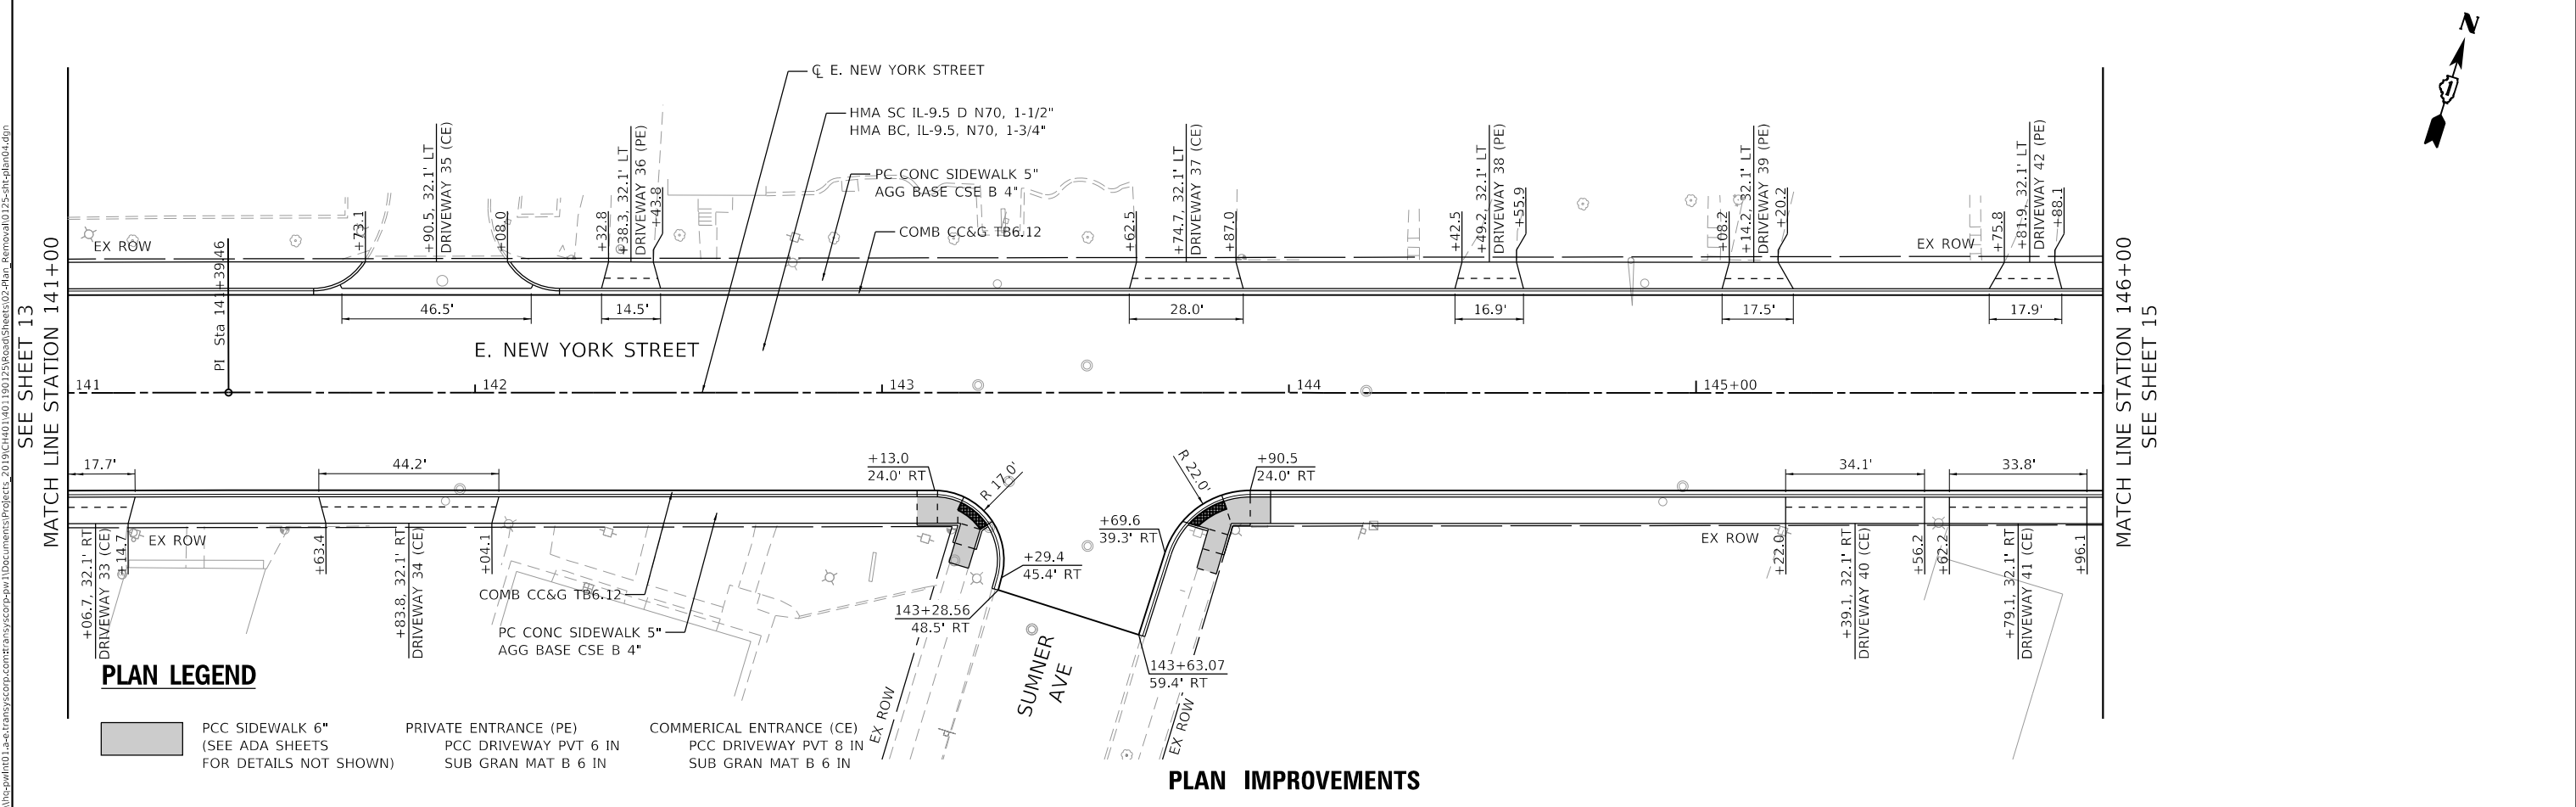 N
1
℄ E. NEW YORK STREET
HMA SC IL-9.5 D N70, 1-1/2"
HMA BC, IL-9.5, N70, 1-3/4"
PC CONC SIDEWALK 5"
AGG BASE CSE B 4"
COMB CC&G TB6.12
EX ROW
EX ROW
PI Sta 141+39.46
+73.1
+90.5, 32.1' LT
DRIVEWAY 35 (CE)
+08.0
+32.8
+38.3, 32.1' LT
DRIVEWAY 36 (PE)
+43.8
+62.5
+74.7, 32.1' LT
DRIVEWAY 37 (CE)
+87.0
+42.5
+49.2, 32.1' LT
DRIVEWAY 38 (PE)
+55.9
+08.2
+14.2, 32.1' LT
DRIVEWAY 39 (PE)
+20.2
+75.8
+81.9, 32.1' LT
DRIVEWAY 42 (PE)
+88.1
46.5'
14.5'
28.0'
16.9'
17.5'
17.9'
SEE SHEET 13
MATCH LINE STATION 141+00
MATCH LINE STATION 146+00
SEE SHEET 15
E. NEW YORK STREET
141
142
143
144
145+00
17.7'
44.2'
+13.0
24.0' RT
R 17.0'
R 22.0'
+90.5
24.0' RT
34.1'
33.8'
+69.6
39.3' RT
+29.4
45.4' RT
143+28.56
48.5' RT
143+63.07
59.4' RT
EX ROW
EX ROW
+06.7, 32.1' RT
DRIVEWAY 33 (CE)
+14.7
+63.4
+83.8, 32.1' RT
DRIVEWAY 34 (CE)
+04.1
COMB CC&G TB6.12
PC CONC SIDEWALK 5"
AGG BASE CSE B 4"
+22.0
+39.1, 32.1' RT
DRIVEWAY 40 (CE)
+56.2
+62.2
+79.1, 32.1' RT
DRIVEWAY 41 (CE)
+96.1
SUMNER
AVE
EX ROW
EX ROW
PLAN LEGEND
PCC SIDEWALK 6"
(SEE ADA SHEETS
FOR DETAILS NOT SHOWN)
PRIVATE ENTRANCE (PE)
PCC DRIVEWAY PVT 6 IN
SUB GRAN MAT B 6 IN
COMMERICAL ENTRANCE (CE)
PCC DRIVEWAY PVT 8 IN
SUB GRAN MAT B 6 IN
PLAN IMPROVEMENTS